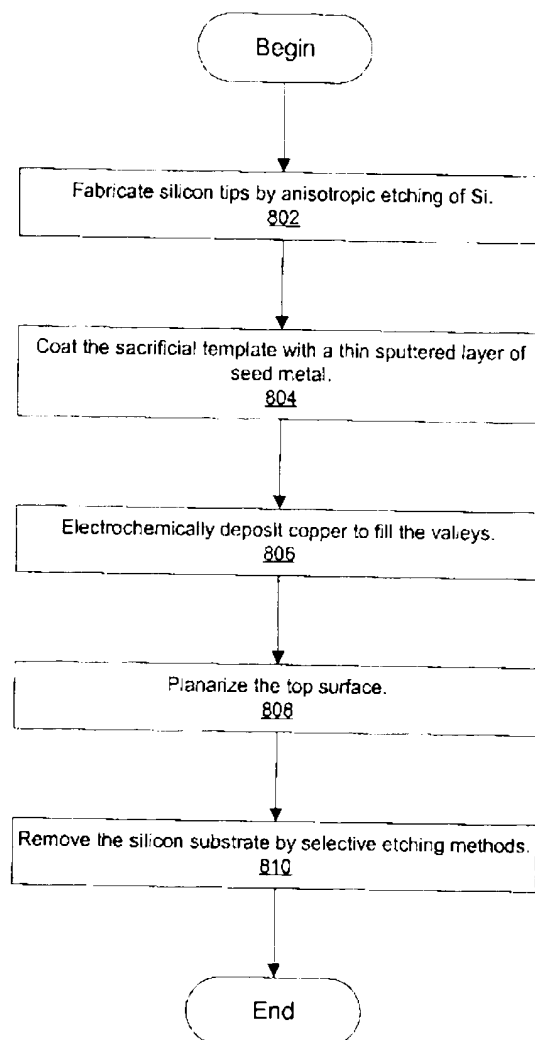 Begin
Fabricate silicon tips by anisotropic etching of Si.
802
Coat the sacrificial template with a thin sputtered layer of
seed metal.
804
Electrochemically deposit copper to fill the valleys.
806
Planarize the top surface.
808
Remove the silicon substrate by selective etching methods.
810
End